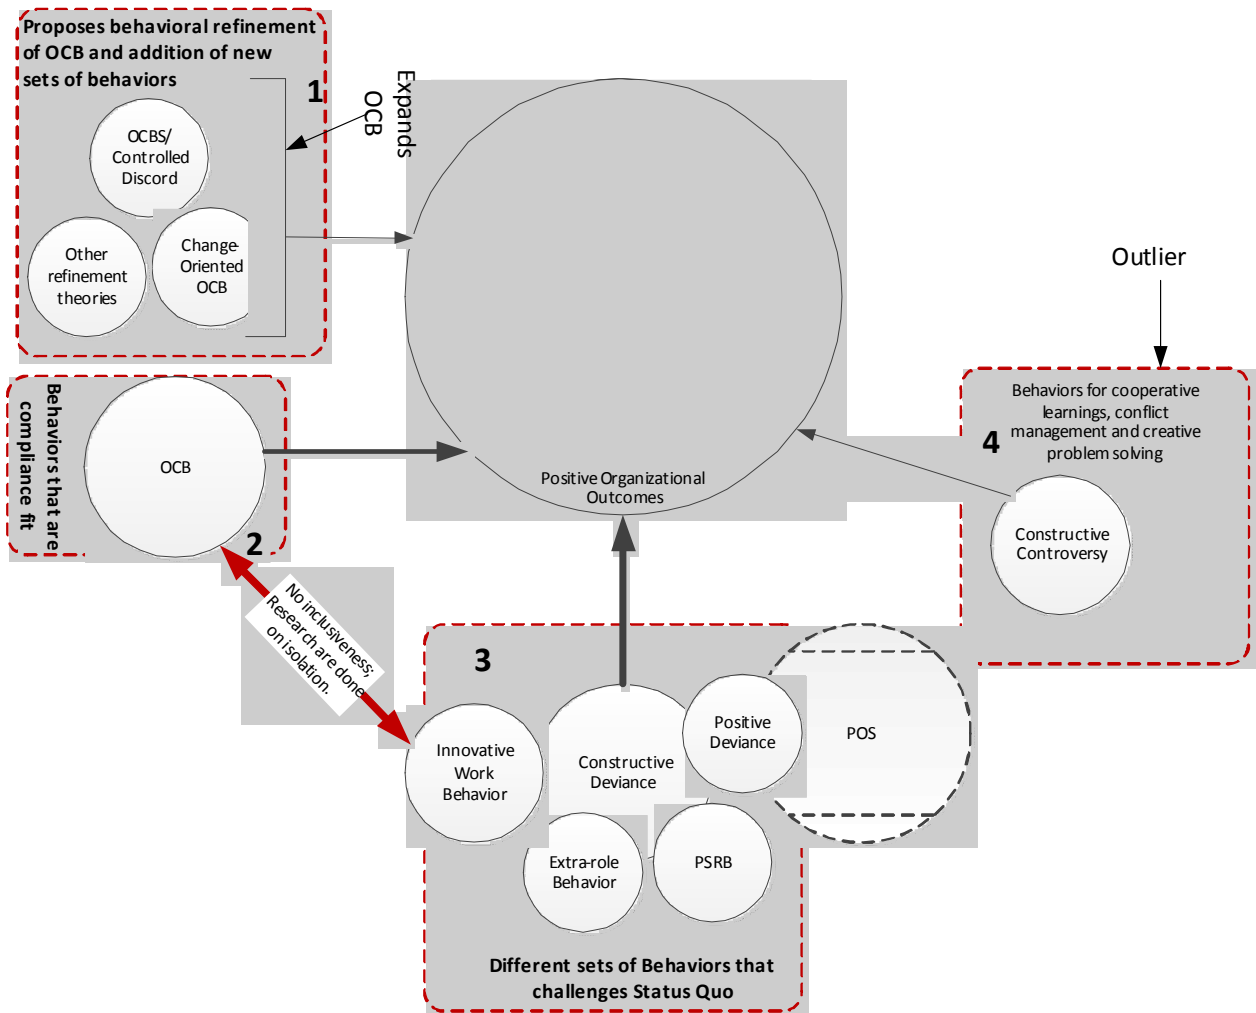 Proposes behavioral refinement
of OCB and addition of new
sets of behaviors
1
Expands
OCB
OCBS/
Controlled
Discord
Other
refinement
theories
Change-
Oriented
OCB
Outlier
Behaviors that are
compliance fit
OCB
2
Positive Organizational
Outcomes
Behaviors for cooperative
learnings, conflict
management and creative
problem solving
4
Constructive
Controversy
No inclusiveness;
Research are done
on isolation.
3
Innovative
Work
Behavior
Constructive
Deviance
Positive
Deviance
POS
Extra-role
Behavior
PSRB
Different sets of Behaviors that
challenges Status Quo